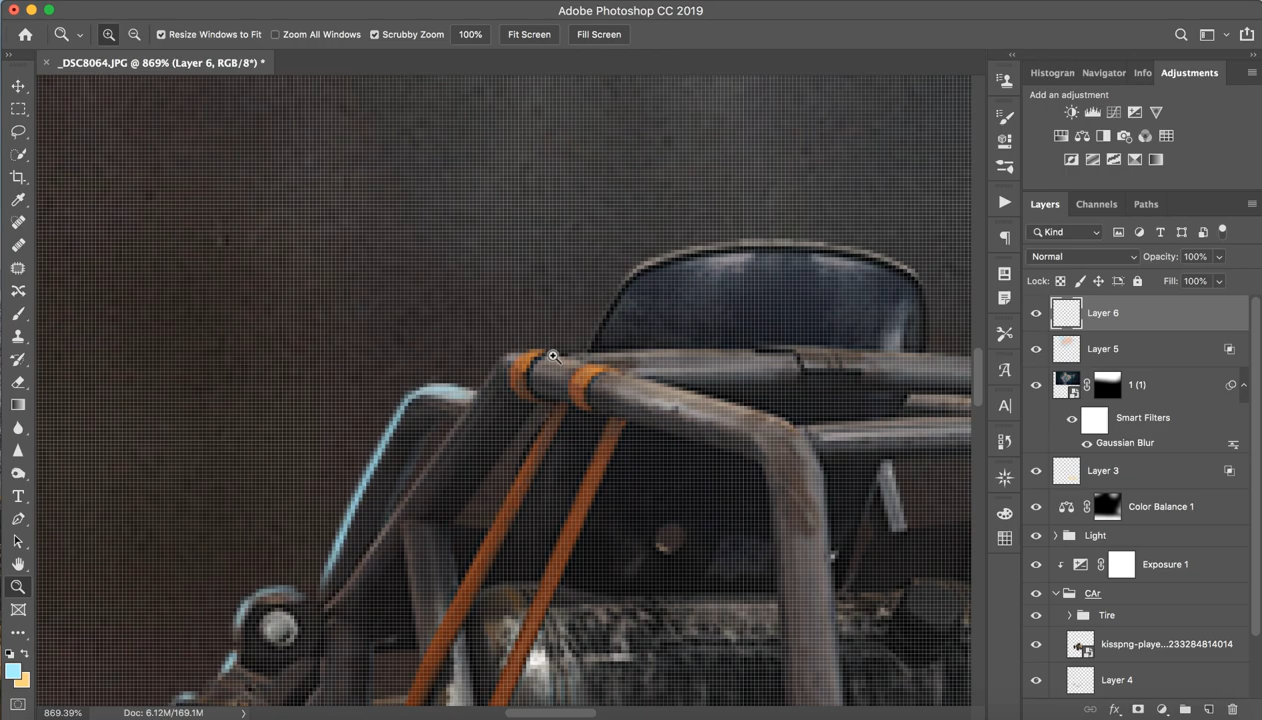 Adobe Photoshop CC 2019
Resize Windows to Fit
Zoom All Windows
Scrubby Zoom
100%
Fit Screen
Fill Screen
_DSC8064.JPG @ 869% (Layer 6, RGB/8*) *
Histogran
Navigator
Info
Adjustments
Add an adjustment
Layers
Channels
Paths
Kind
Normal
Opacity: 100%
Lock:
Fill: 100%
Layer 6
Layer 5
1 (1)
Smart Filters
Gaussian Blur
Layer 3
Color Balance 1
Light
Exposure 1
CAr
Tire
kisspng-playe...233284814014
Layer 4
869.39%
Doc: 6.12M/169.1M